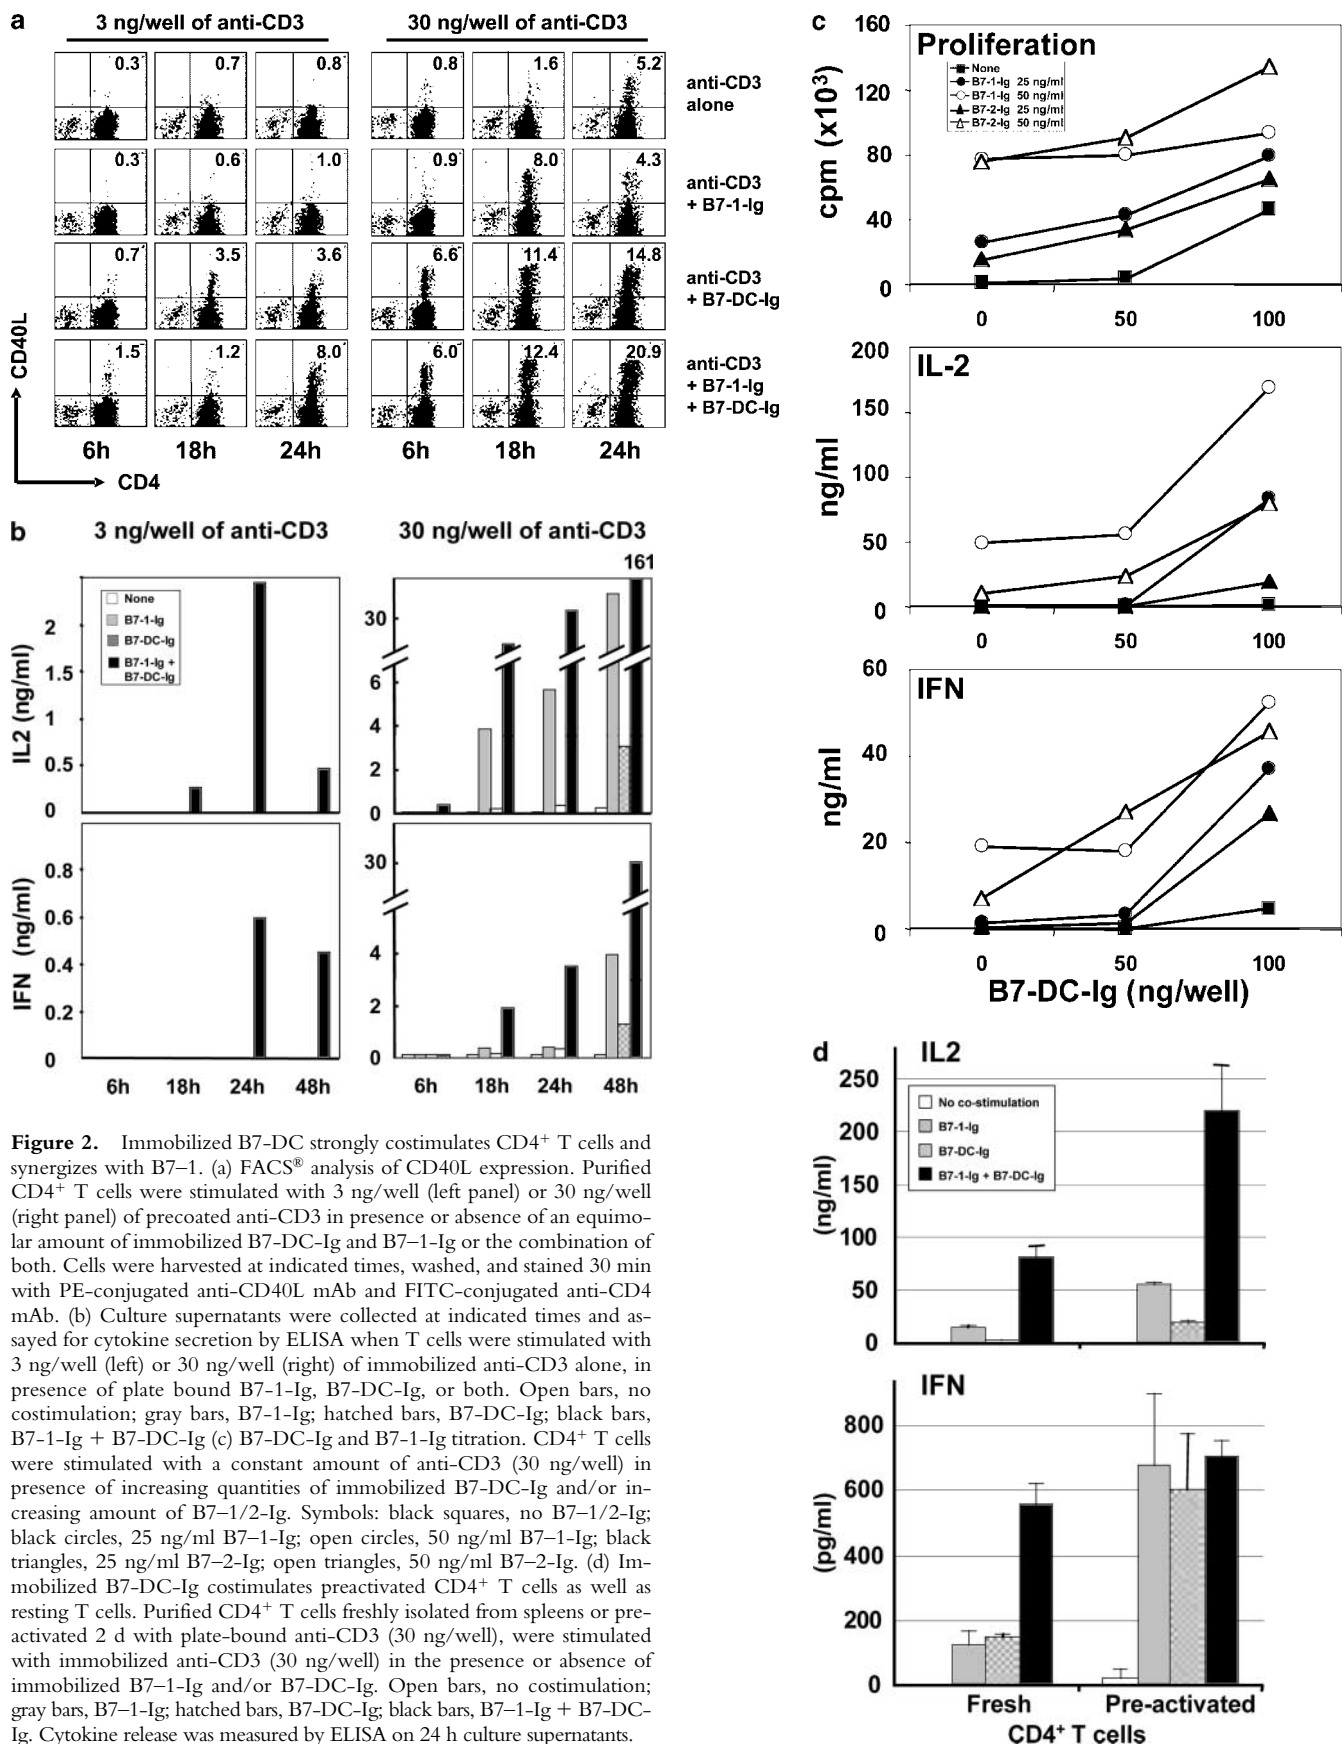 a
3 ng/well of anti-CD3
30 ng/well of anti-CD3
0.3
0.7
0.8
0.8
1.6
5.2
anti-CD3
alone
0.3
0.6
1.0
0.9
8.0
4.3
anti-CD3
+ B7-1-Ig
0.7
3.5
3.6
6.6
11.4
14.8
anti-CD3
+ B7-DC-Ig
1.5
1.2
8.0
6.0
12.4
20.9
anti-CD3
+ B7-1-Ig
+ B7-DC-Ig
CD40L
6h
18h
24h
6h
18h
24h
CD4
b
3 ng/well of anti-CD3
30 ng/well of anti-CD3
161
None
B7-1-Ig
B7-DC-Ig
B7-1-Ig +
B7-DC-Ig
IL2 (ng/ml)
2
1.5
1
0.5
0
30
6
4
2
0
IFN (ng/ml)
0.8
0.6
0.4
0.2
0
30
4
2
0
6h
18h
24h
48h
6h
18h
24h
48h
Figure 2. Immobilized B7-DC strongly costimulates CD4+ T cells and
synergizes with B7–1. (a) FACS® analysis of CD40L expression. Purified
CD4+ T cells were stimulated with 3 ng/well (left panel) or 30 ng/well
(right panel) of precoated anti-CD3 in presence or absence of an equimo-
lar amount of immobilized B7-DC-Ig and B7–1-Ig or the combination of
both. Cells were harvested at indicated times, washed, and stained 30 min
with PE-conjugated anti-CD40L mAb and FITC-conjugated anti-CD4
mAb. (b) Culture supernatants were collected at indicated times and as-
sayed for cytokine secretion by ELISA when T cells were stimulated with
3 ng/well (left) or 30 ng/well (right) of immobilized anti-CD3 alone, in
presence of plate bound B7-1-Ig, B7-DC-Ig, or both. Open bars, no
costimulation; gray bars, B7-1-Ig; hatched bars, B7-DC-Ig; black bars,
B7-1-Ig + B7-DC-Ig (c) B7-DC-Ig and B7-1-Ig titration. CD4+ T cells
were stimulated with a constant amount of anti-CD3 (30 ng/well) in
presence of increasing quantities of immobilized B7-DC-Ig and/or in-
creasing amount of B7–1/2-Ig. Symbols: black squares, no B7–1/2-Ig;
black circles, 25 ng/ml B7–1-Ig; open circles, 50 ng/ml B7–1-Ig; black
triangles, 25 ng/ml B7–2-Ig; open triangles, 50 ng/ml B7–2-Ig. (d) Im-
mobilized B7-DC-Ig costimulates preactivated CD4+ T cells as well as
resting T cells. Purified CD4+ T cells freshly isolated from spleens or pre-
activated 2 d with plate-bound anti-CD3 (30 ng/well), were stimulated
with immobilized anti-CD3 (30 ng/well) in the presence or absence of
immobilized B7–1-Ig and/or B7-DC-Ig. Open bars, no costimulation;
gray bars, B7–1-Ig; hatched bars, B7-DC-Ig; black bars, B7–1-Ig + B7-DC-
Ig. Cytokine release was measured by ELISA on 24 h culture supernatants.
c
Proliferation
None
B7-1-Ig 25 ng/ml
B7-1-Ig 50 ng/ml
B7-2-Ig 25 ng/ml
B7-2-Ig 50 ng/ml
cpm (x10³)
160
120
80
40
0
0
50
100
IL-2
ng/ml
200
150
100
50
0
0
50
100
IFN
ng/ml
60
40
20
0
0
50
100
B7-DC-Ig (ng/well)
d
IL2
No co-stimulation
B7-1-Ig
B7-DC-Ig
B7-1-Ig + B7-DC-Ig
(ng/ml)
250
200
150
100
50
0
IFN
(pg/ml)
800
600
400
200
0
Fresh
Pre-activated
CD4+ T cells